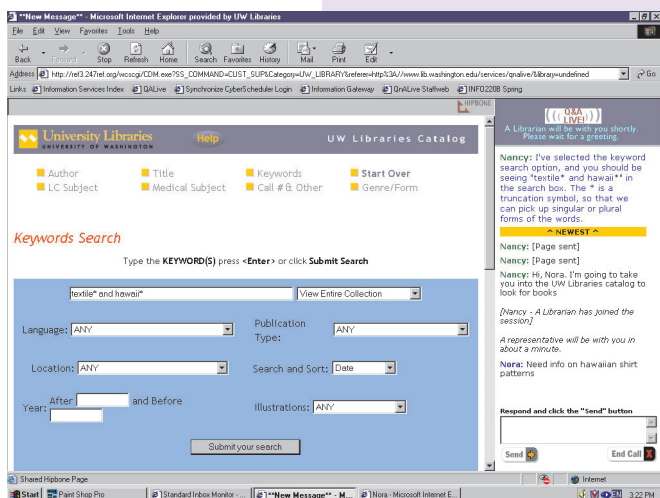 **New Message** - Microsoft Internet Explorer provided by UW Libraries
File Edit View Favorites Tools Help
Back Forward Stop Refresh Home Search Favorites History Mail Print Edit
Address http://ref3.247ref.org/wcscgi/CDM.exe?SS_COMMAND=CUST_SUP&Category=UW_LIBRARY&referer=http%3A//www.lib.washington.edu/services/qnalive/&library=undefined Go
Links Information Services Index QALive Synchronize CyberScheduler Login Information Gateway QnALive Staffweb INFO220B Spring
HIPBONE
University Libraries
UNIVERSITY OF WASHINGTON
Help
UW Libraries Catalog
Author Title Keywords Start Over
LC Subject Medical Subject Call # & Other Genre/Form
Keywords Search
Type the KEYWORD(S) press <Enter> or click Submit Search
textile* and hawaii* View Entire Collection
Language: ANY
Publication
Type: ANY
Location: ANY Search and Sort: Date
Year: After and Before
Illustrations: ANY
Submit your search
Q&A
LIVE!
A Librarian will be with you shortly.
Please wait for a greeting.
Nancy: I've selected the keyword
search option, and you should be
seeing "textile* and hawaii*" in
the search box. The * is a
truncation symbol, so that we
can pick up singular or plural
forms of the words.
^ NEWEST ^
Nancy: [Page sent]
Nancy: [Page sent]
Nancy: Hi, Nora. I'm going to take
you into the UW Libraries catalog to
look for books
[Nancy - A Librarian has joined the
session]
A representative will be with you in
about a minute.
Nora: Need info on hawaiian shirt
patterns
Respond and click the "Send" button
Send End Call X
Shared Hipbone Page Internet
Start Paint Shop Pro Standard Inbox Monitor - ... **New Message** - M... Nora - Microsoft Internet E... 3:22 PM